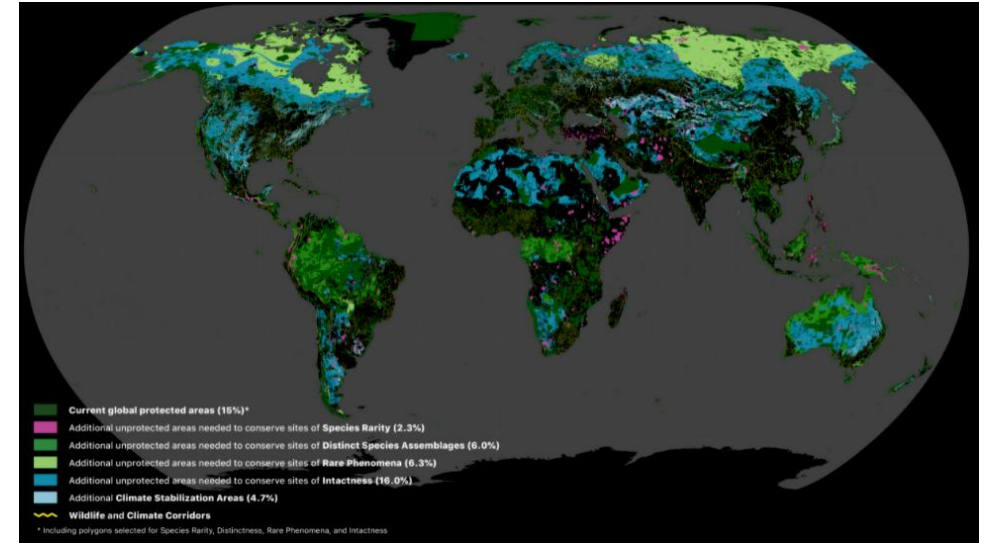 Current global protected areas (15%)*
Additional unprotected areas needed to conserve sites of Species Rarity (2.3%)
Additional unprotected areas needed to conserve sites of Distinct Species Assemblages (6.0%)
Additional unprotected areas needed to conserve sites of Rare Phenomena (6.3%)
Additional unprotected areas needed to conserve sites of Intactness (16.0%)
Additional Climate Stabilization Areas (4.7%)
Wildlife and Climate Corridors
* Including polygons selected for Species Rarity, Distinctness, Rare Phenomena, and Intactness